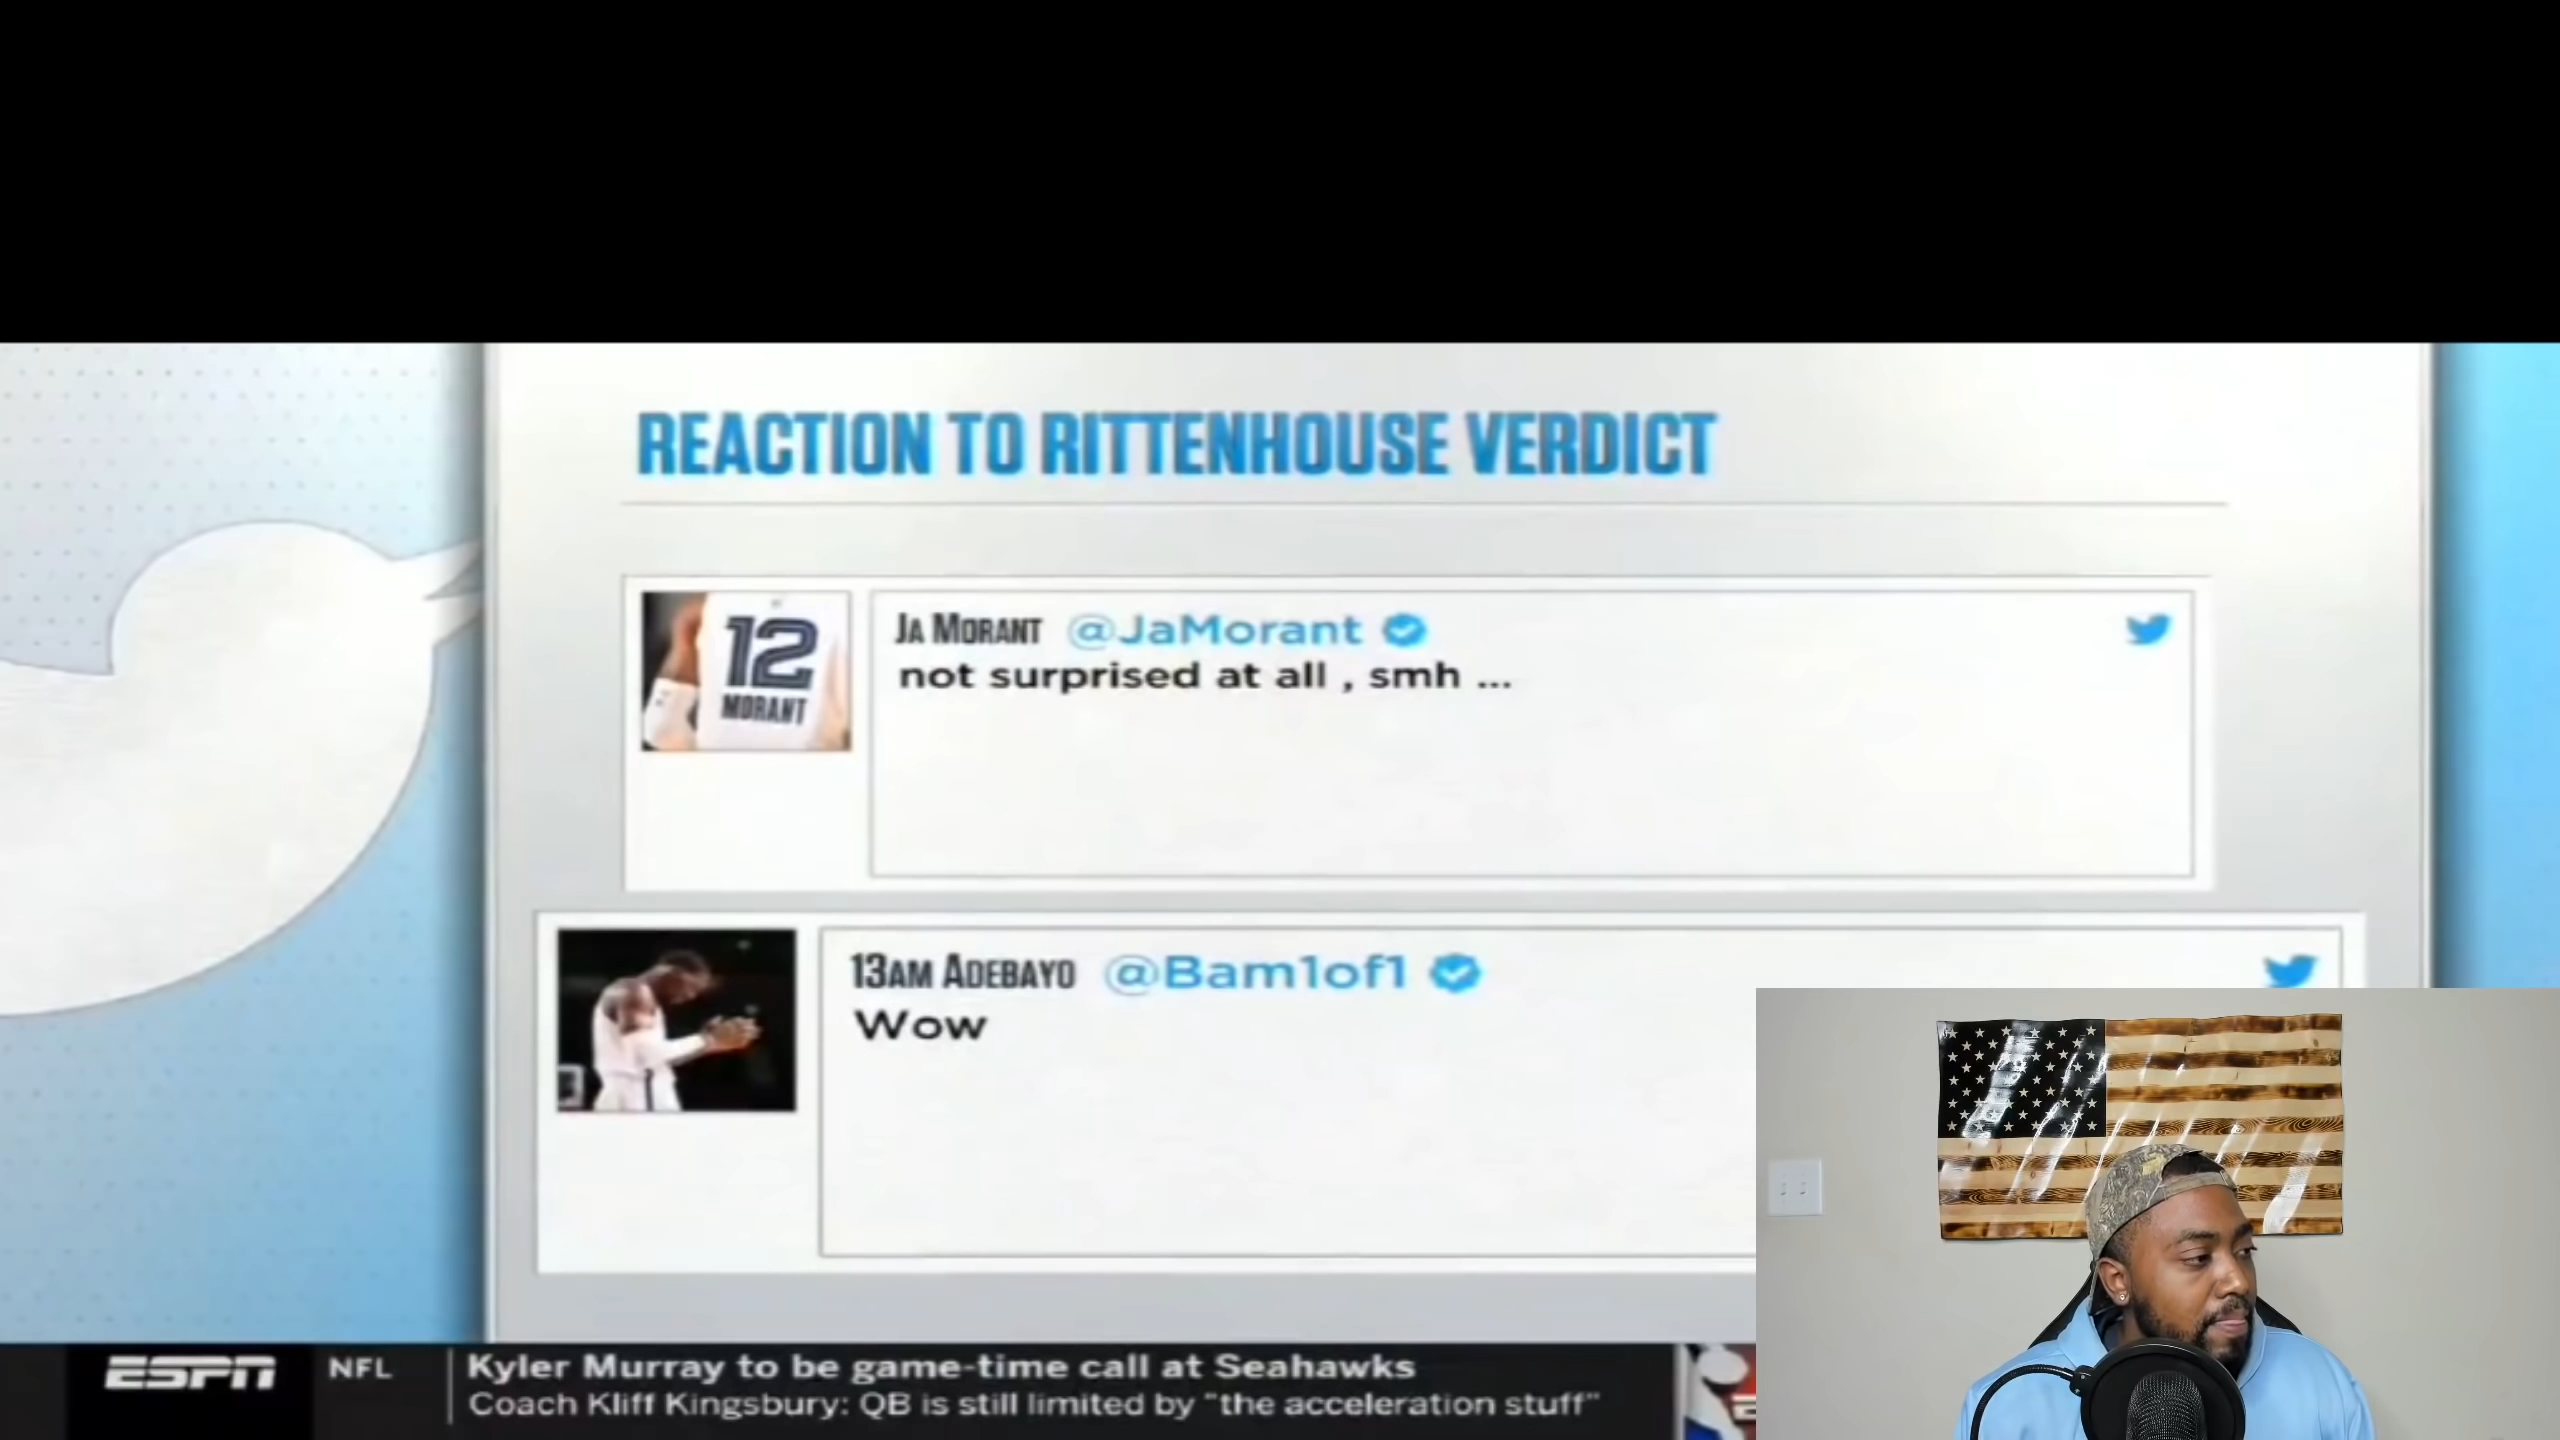 REACTION TO RITTENHOUSE VERDICT
12
MORANT
JA MORANT @JaMorant
not surprised at all , smh ...
13AM ADEBAYO @Bam1of1
Wow
ESPN NFL Kyler Murray to be game-time call at Seahawks
Coach Kliff Kingsbury: QB is still limited by "the acceleration stuff"